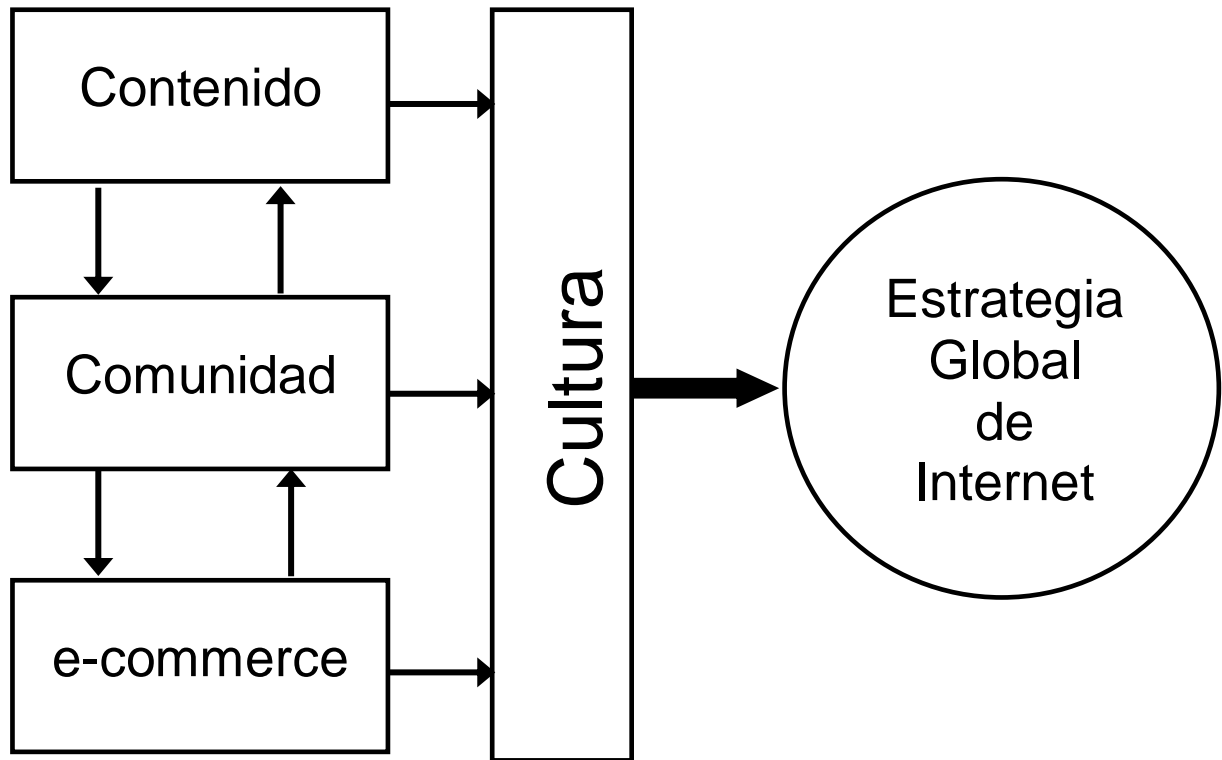 Contenido
Comunidad
e-commerce
Cultura
Estrategia
Global
de
Internet